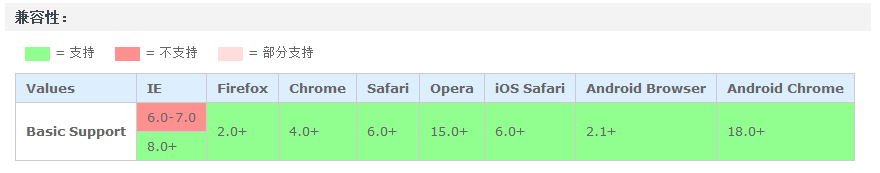 兼容性：
= 支持 = 不支持 = 部分支持
Values IE Firefox Chrome Safari Opera iOS Safari Android Browser Android Chrome
Basic Support 6.0-7.0 2.0+ 4.0+ 6.0+ 15.0+ 6.0+ 2.1+ 18.0+
8.0+